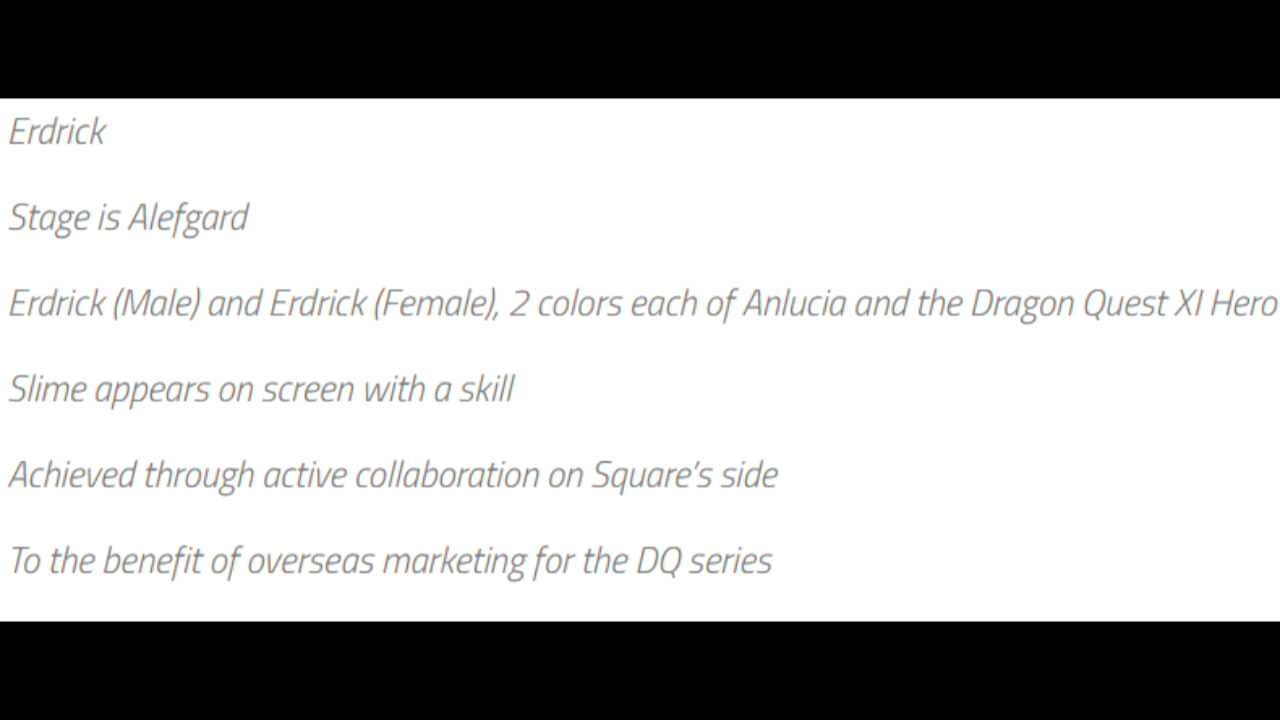 Erdrick
Stage is Alefgard
Erdrick (Male) and Erdrick (Female), 2 colors each of Anlucia and the Dragon Quest XI Hero
Slime appears on screen with a skill
Achieved through active collaboration on Square’s side
To the benefit of overseas marketing for the DQ series